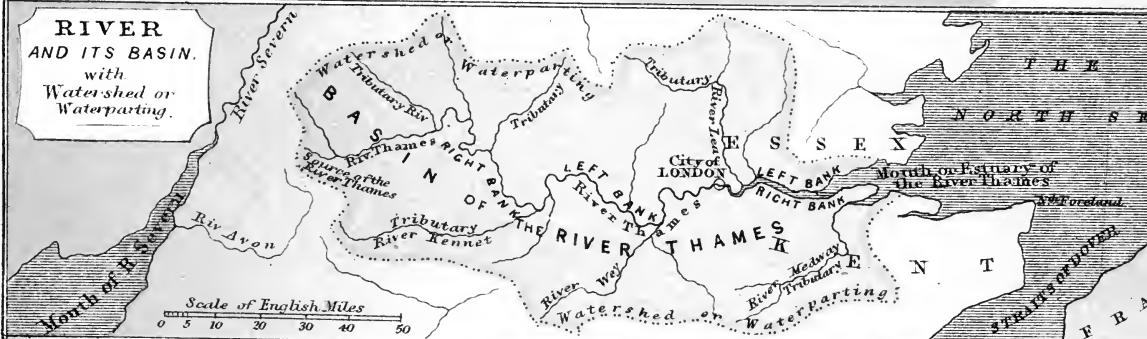 RIVER
AND ITS BASIN.
with
Watershed or
Waterparting.
River Severn
Mouth of R. Severn
Riv Avon
Scale of English Miles
0 5 10 20 30 40 50
Watershed or
Waterparting
BASIN OF THE RIVER THAMES
Tributary Riv
Tributary
Tributary
River Lea
Riv. Thames
Source of the
River Thames
RIGHT BANK
LEFT BANK
River Thames
Tributary
River Kennet
River Wey
City of
LONDON
ESSEX
LEFT BANK
RIGHT BANK
Mouth or Estuary of
the River Thames
KENT
River Medway
Tributary
Watershed or
Waterparting
THE
NORTH SE
Nth Foreland
STRAITS OF DOVER
FRA